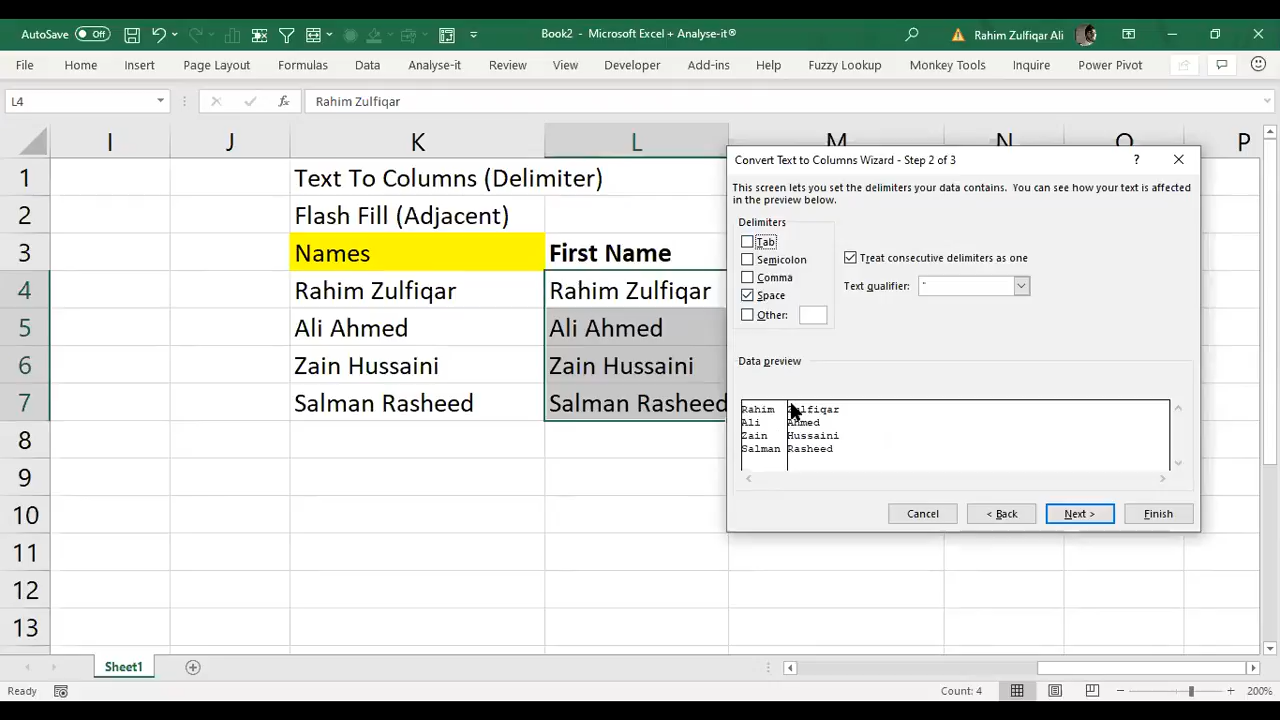 AutoSave Off Book2 - Microsoft Excel + Analyse-it® Rahim Zulfiqar Ali
File Home Insert Page Layout Formulas Data Analyse-it Review View Developer Add-ins Help Fuzzy Lookup Monkey Tools Inquire Power Pivot
L4 fx Rahim Zulfiqar
I J K L M N O P
1 Text To Columns (Delimiter)
2 Flash Fill (Adjacent)
3 Names First Name
4 Rahim Zulfiqar Rahim Zulfiqar
5 Ali Ahmed Ali Ahmed
6 Zain Hussaini Zain Hussaini
7 Salman Rasheed Salman Rasheed
8
9
10
11
12
13
Convert Text to Columns Wizard - Step 2 of 3 ?
This screen lets you set the delimiters your data contains. You can see how your text is affected
in the preview below.
Delimiters
Tab
Semicolon
Comma
Space
Other:
Treat consecutive delimiters as one
Text qualifier: "
Data preview
Rahim Zulfiqar
Ali Ahmed
Zain Hussaini
Salman Rasheed
Cancel < Back Next > Finish
Sheet1
Ready Count: 4 200%